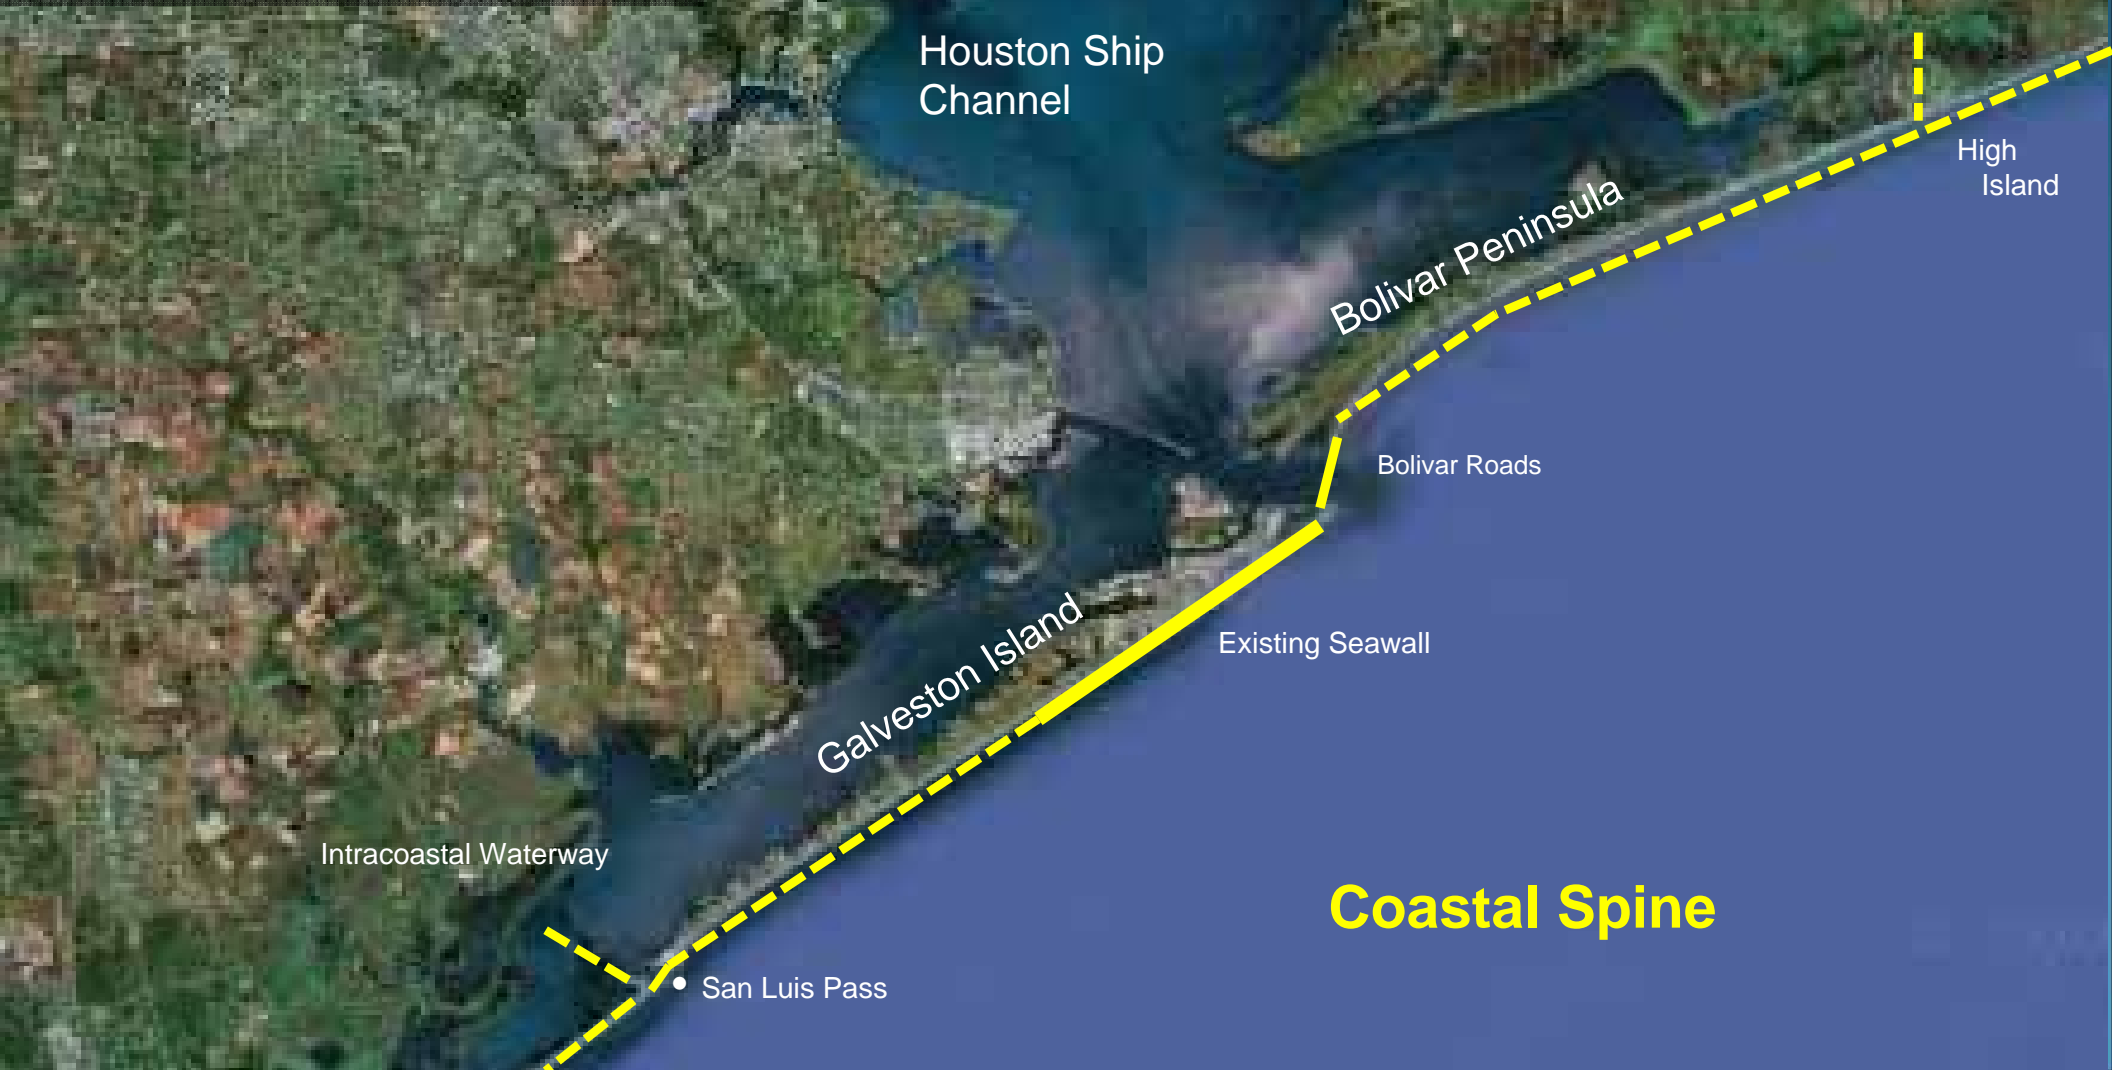 Houston Ship
Channel
High
Island
Bolivar Peninsula
Bolivar Roads
Existing Seawall
Galveston Island
Intracoastal Waterway
Coastal Spine
San Luis Pass